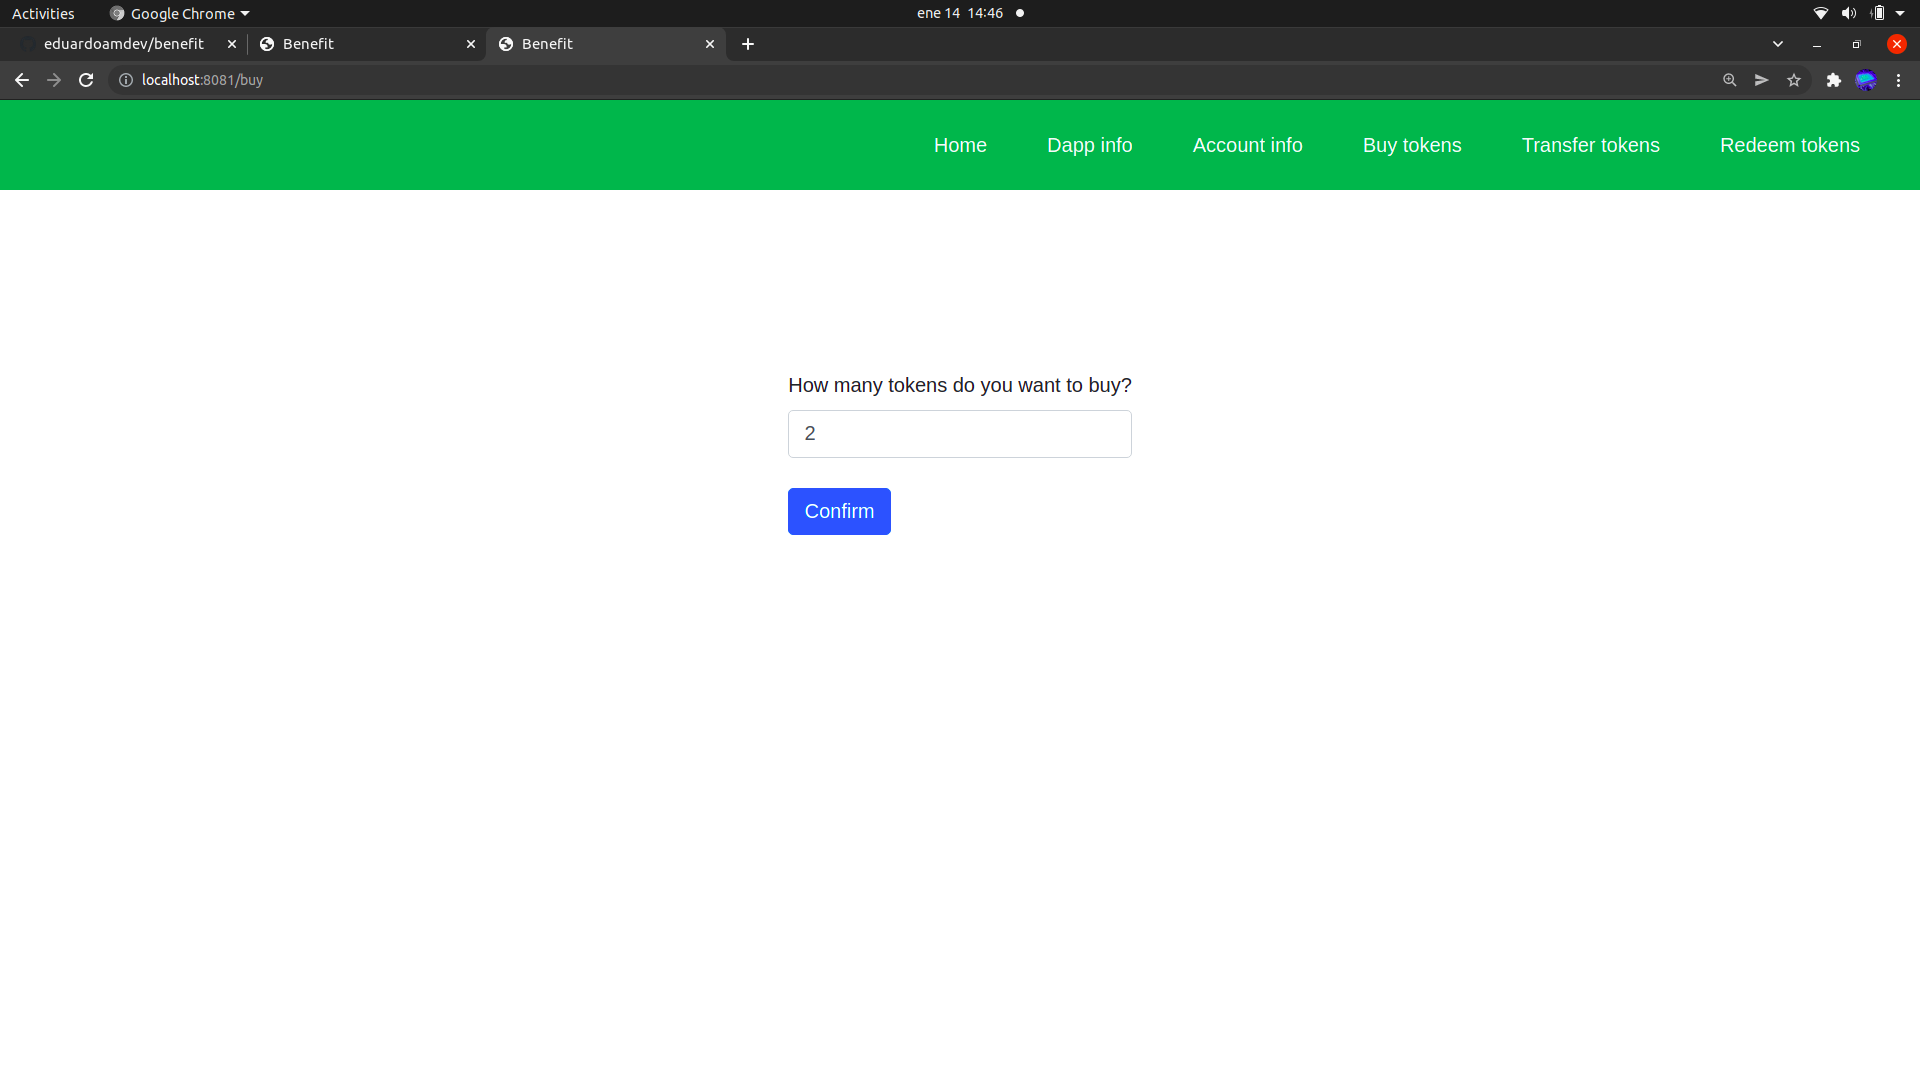 Activities Google Chrome ene 14 14:46
eduardoamdev/benefit Benefit Benefit
localhost:8081/buy
Home Dapp info Account info Buy tokens Transfer tokens Redeem tokens
How many tokens do you want to buy?
2
Confirm